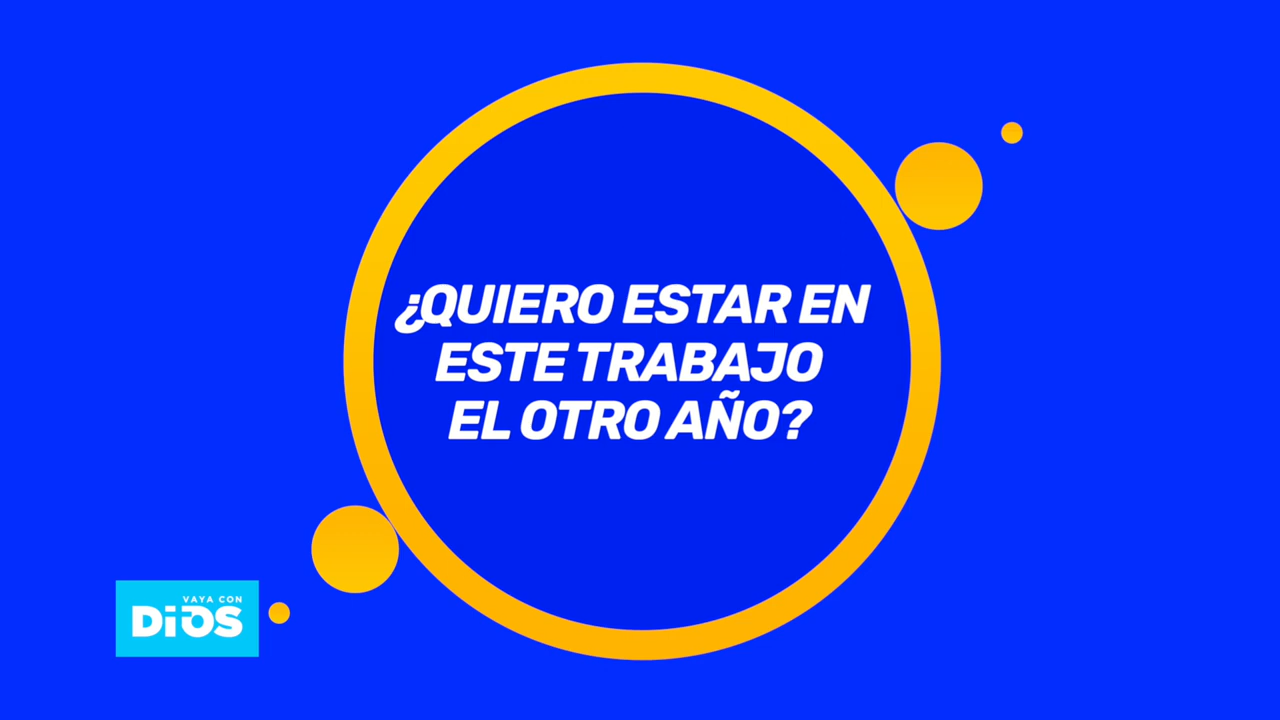 ¿QUIERO ESTAR EN
ESTE TRABAJO
EL OTRO AÑO?
VAYA CON
DIOS